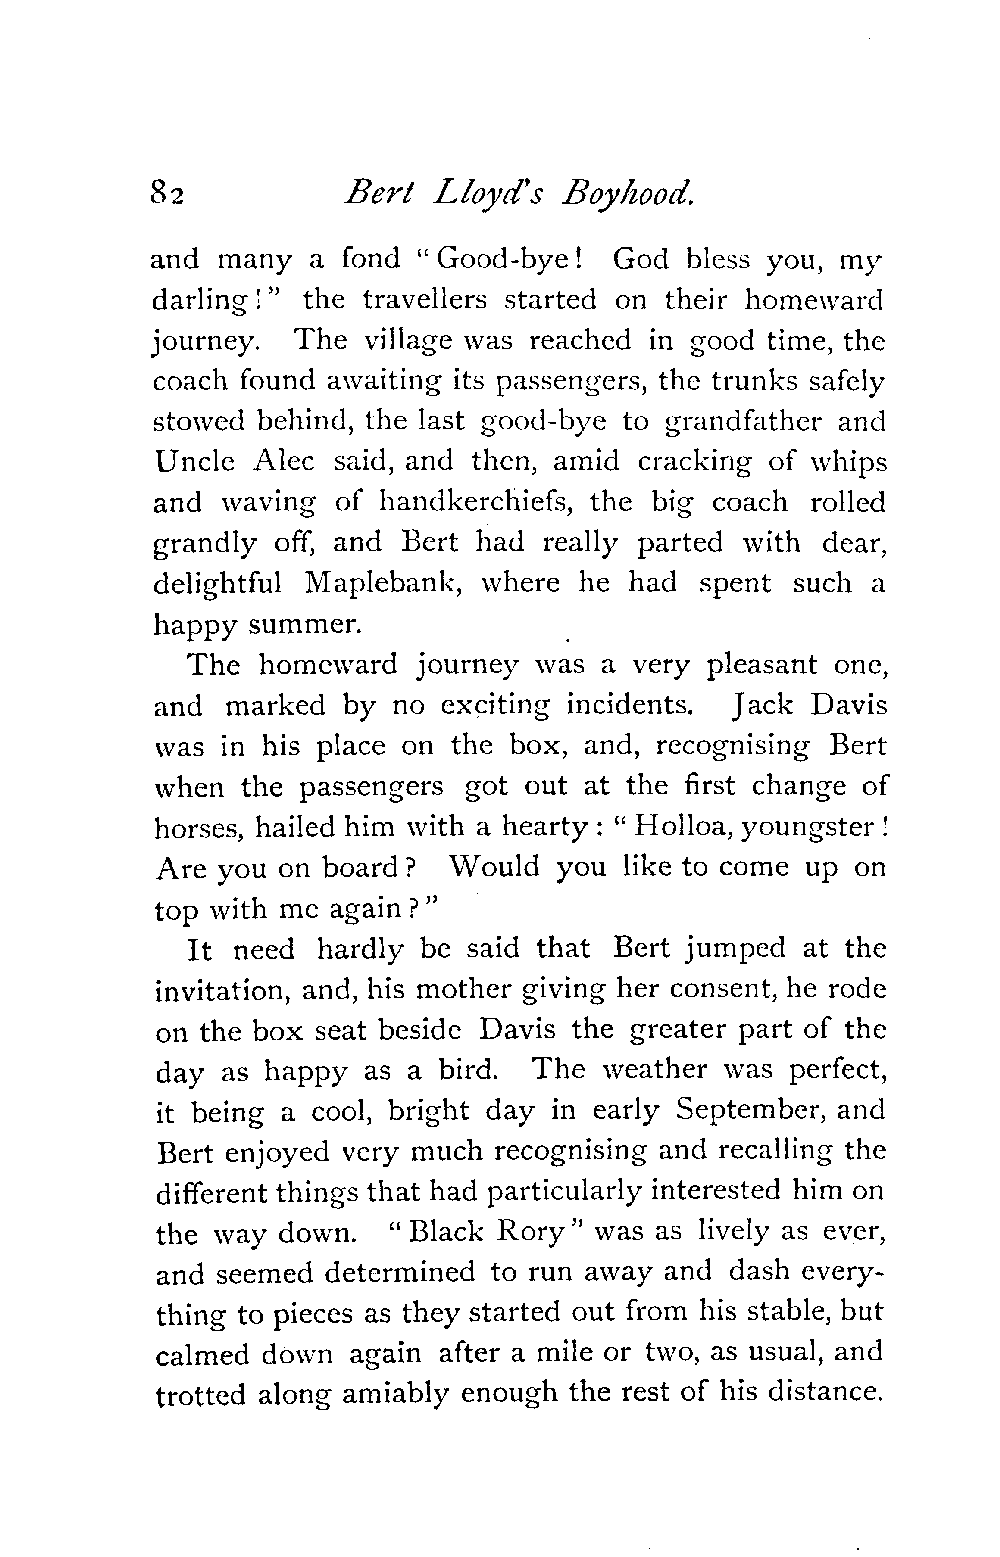 82 Bert Lloyd's Boyhood.
and many a fond “Good-bye! God bless you, my
darling!” the travellers started on their homeward
journey. The village was reached in good time, the
coach found awaiting its passengers, the trunks safely
stowed behind, the last good-bye to grandfather and
Uncle Alec said, and then, amid cracking of whips
and waving of handkerchiefs, the big coach rolled
grandly off, and Bert had really parted with dear,
delightful Maplebank, where he had spent such a
happy summer.
The homeward journey was a very pleasant one,
and marked by no exciting incidents. Jack Davis
was in his place on the box, and, recognising Bert
when the passengers got out at the first change of
horses, hailed him with a hearty: “Holloa, youngster!
Are you on board? Would you like to come up on
top with me again?”
It need hardly be said that Bert jumped at the
invitation, and, his mother giving her consent, he rode
on the box seat beside Davis the greater part of the
day as happy as a bird. The weather was perfect,
it being a cool, bright day in early September, and
Bert enjoyed very much recognising and recalling the
different things that had particularly interested him on
the way down. “Black Rory” was as lively as ever,
and seemed determined to run away and dash every-
thing to pieces as they started out from his stable, but
calmed down again after a mile or two, as usual, and
trotted along amiably enough the rest of his distance.